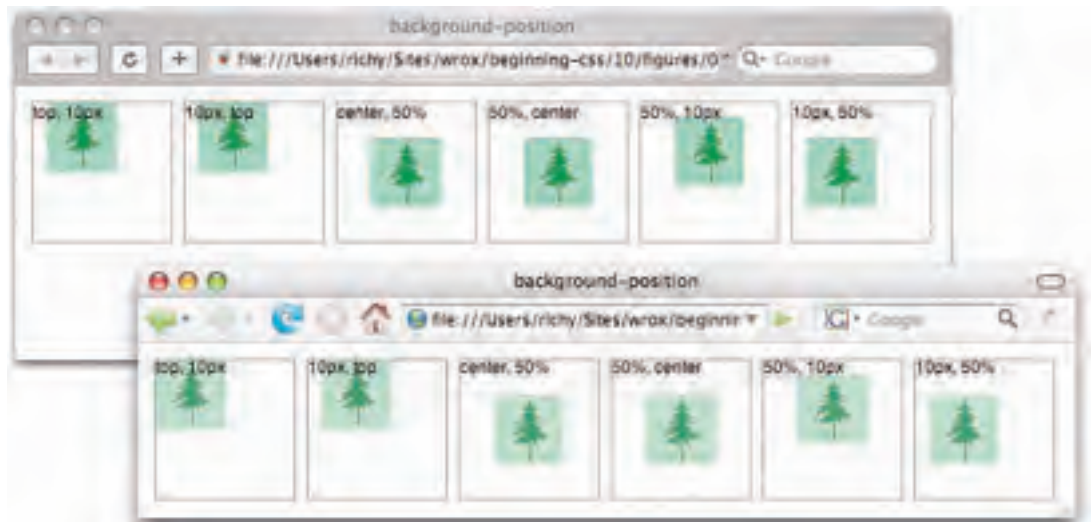 background-position
file:///Users/richy/Sites/wrox/beginning-css/10/figures/0
Google
top, 10px
10px, top
center, 50%
50%, center
50%, 10px
10px, 50%
background-position
file:///Users/richy/Sites/wrox/beginnin
G
Google
top, 10px
10px, top
center, 50%
50%, center
50%, 10px
10px, 50%